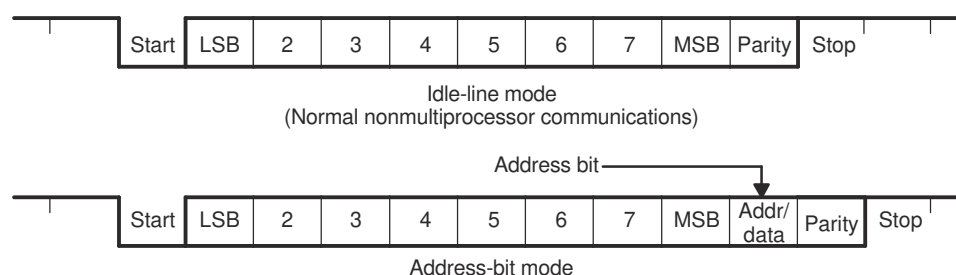 Start LSB 2 3 4 5 6 7 MSB Parity Stop
Idle-line mode
(Normal nonmultiprocessor communications)
Address bit
Start LSB 2 3 4 5 6 7 MSB Addr/
data Parity Stop
Address-bit mode